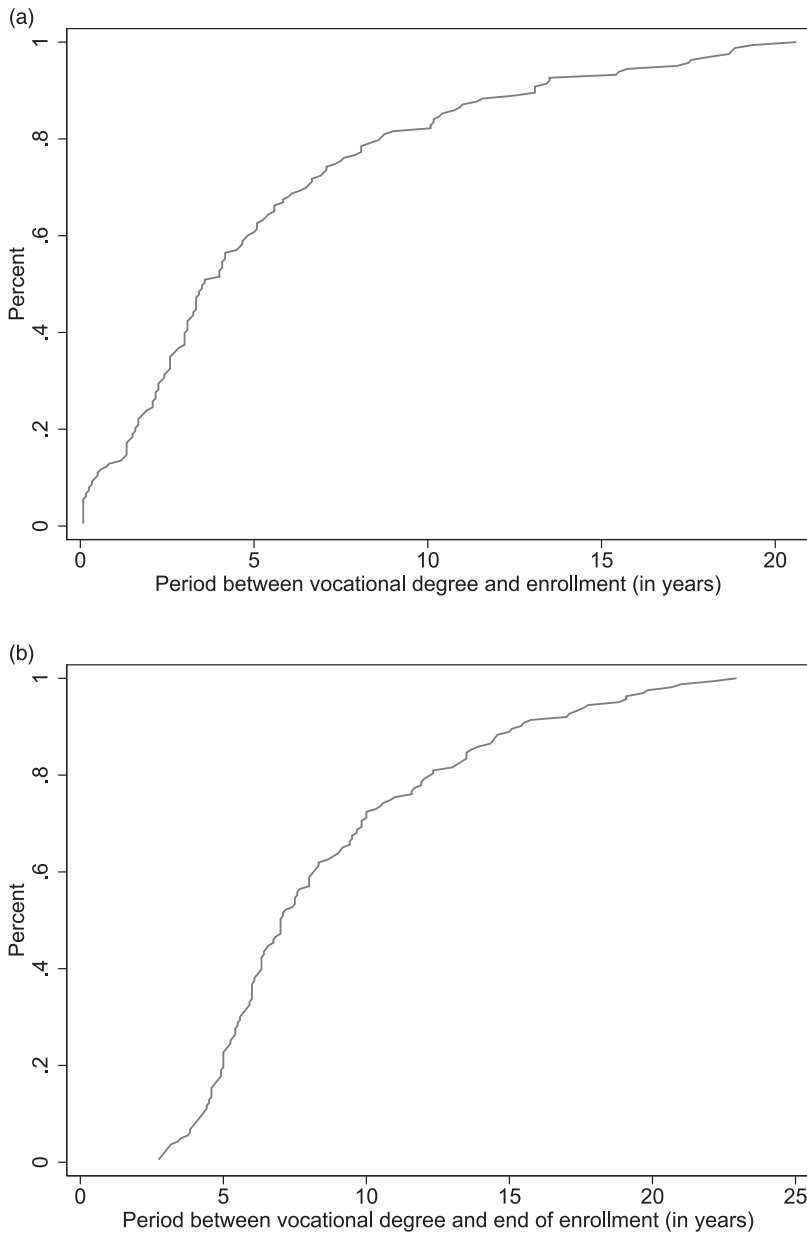 (a)
1
.8
.6
.4
.2
0
Percent
0 5 10 15 20
Period between vocational degree and enrollment (in years)
(b)
1
.8
.6
.4
.2
0
Percent
0 5 10 15 20 25
Period between vocational degree and end of enrollment (in years)